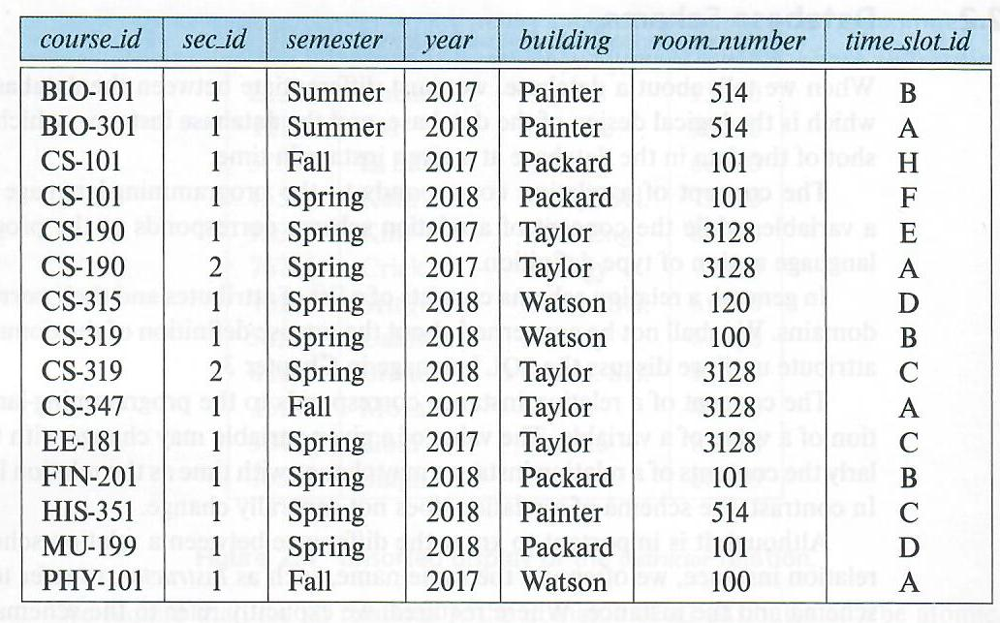 course_id sec_id semester year building room_number time_slot_id
BIO-101 1 Summer 2017 Painter 514 B
BIO-301 1 Summer 2018 Painter 514 A
CS-101 1 Fall 2017 Packard 101 H
CS-101 1 Spring 2018 Packard 101 F
CS-190 1 Spring 2017 Taylor 3128 E
CS-190 2 Spring 2017 Taylor 3128 A
CS-315 1 Spring 2018 Watson 120 D
CS-319 1 Spring 2018 Watson 100 B
CS-319 2 Spring 2018 Taylor 3128 C
CS-347 1 Fall 2017 Taylor 3128 A
EE-181 1 Spring 2017 Taylor 3128 C
FIN-201 1 Spring 2018 Packard 101 B
HIS-351 1 Spring 2018 Painter 514 C
MU-199 1 Spring 2018 Packard 101 D
PHY-101 1 Fall 2017 Watson 100 A